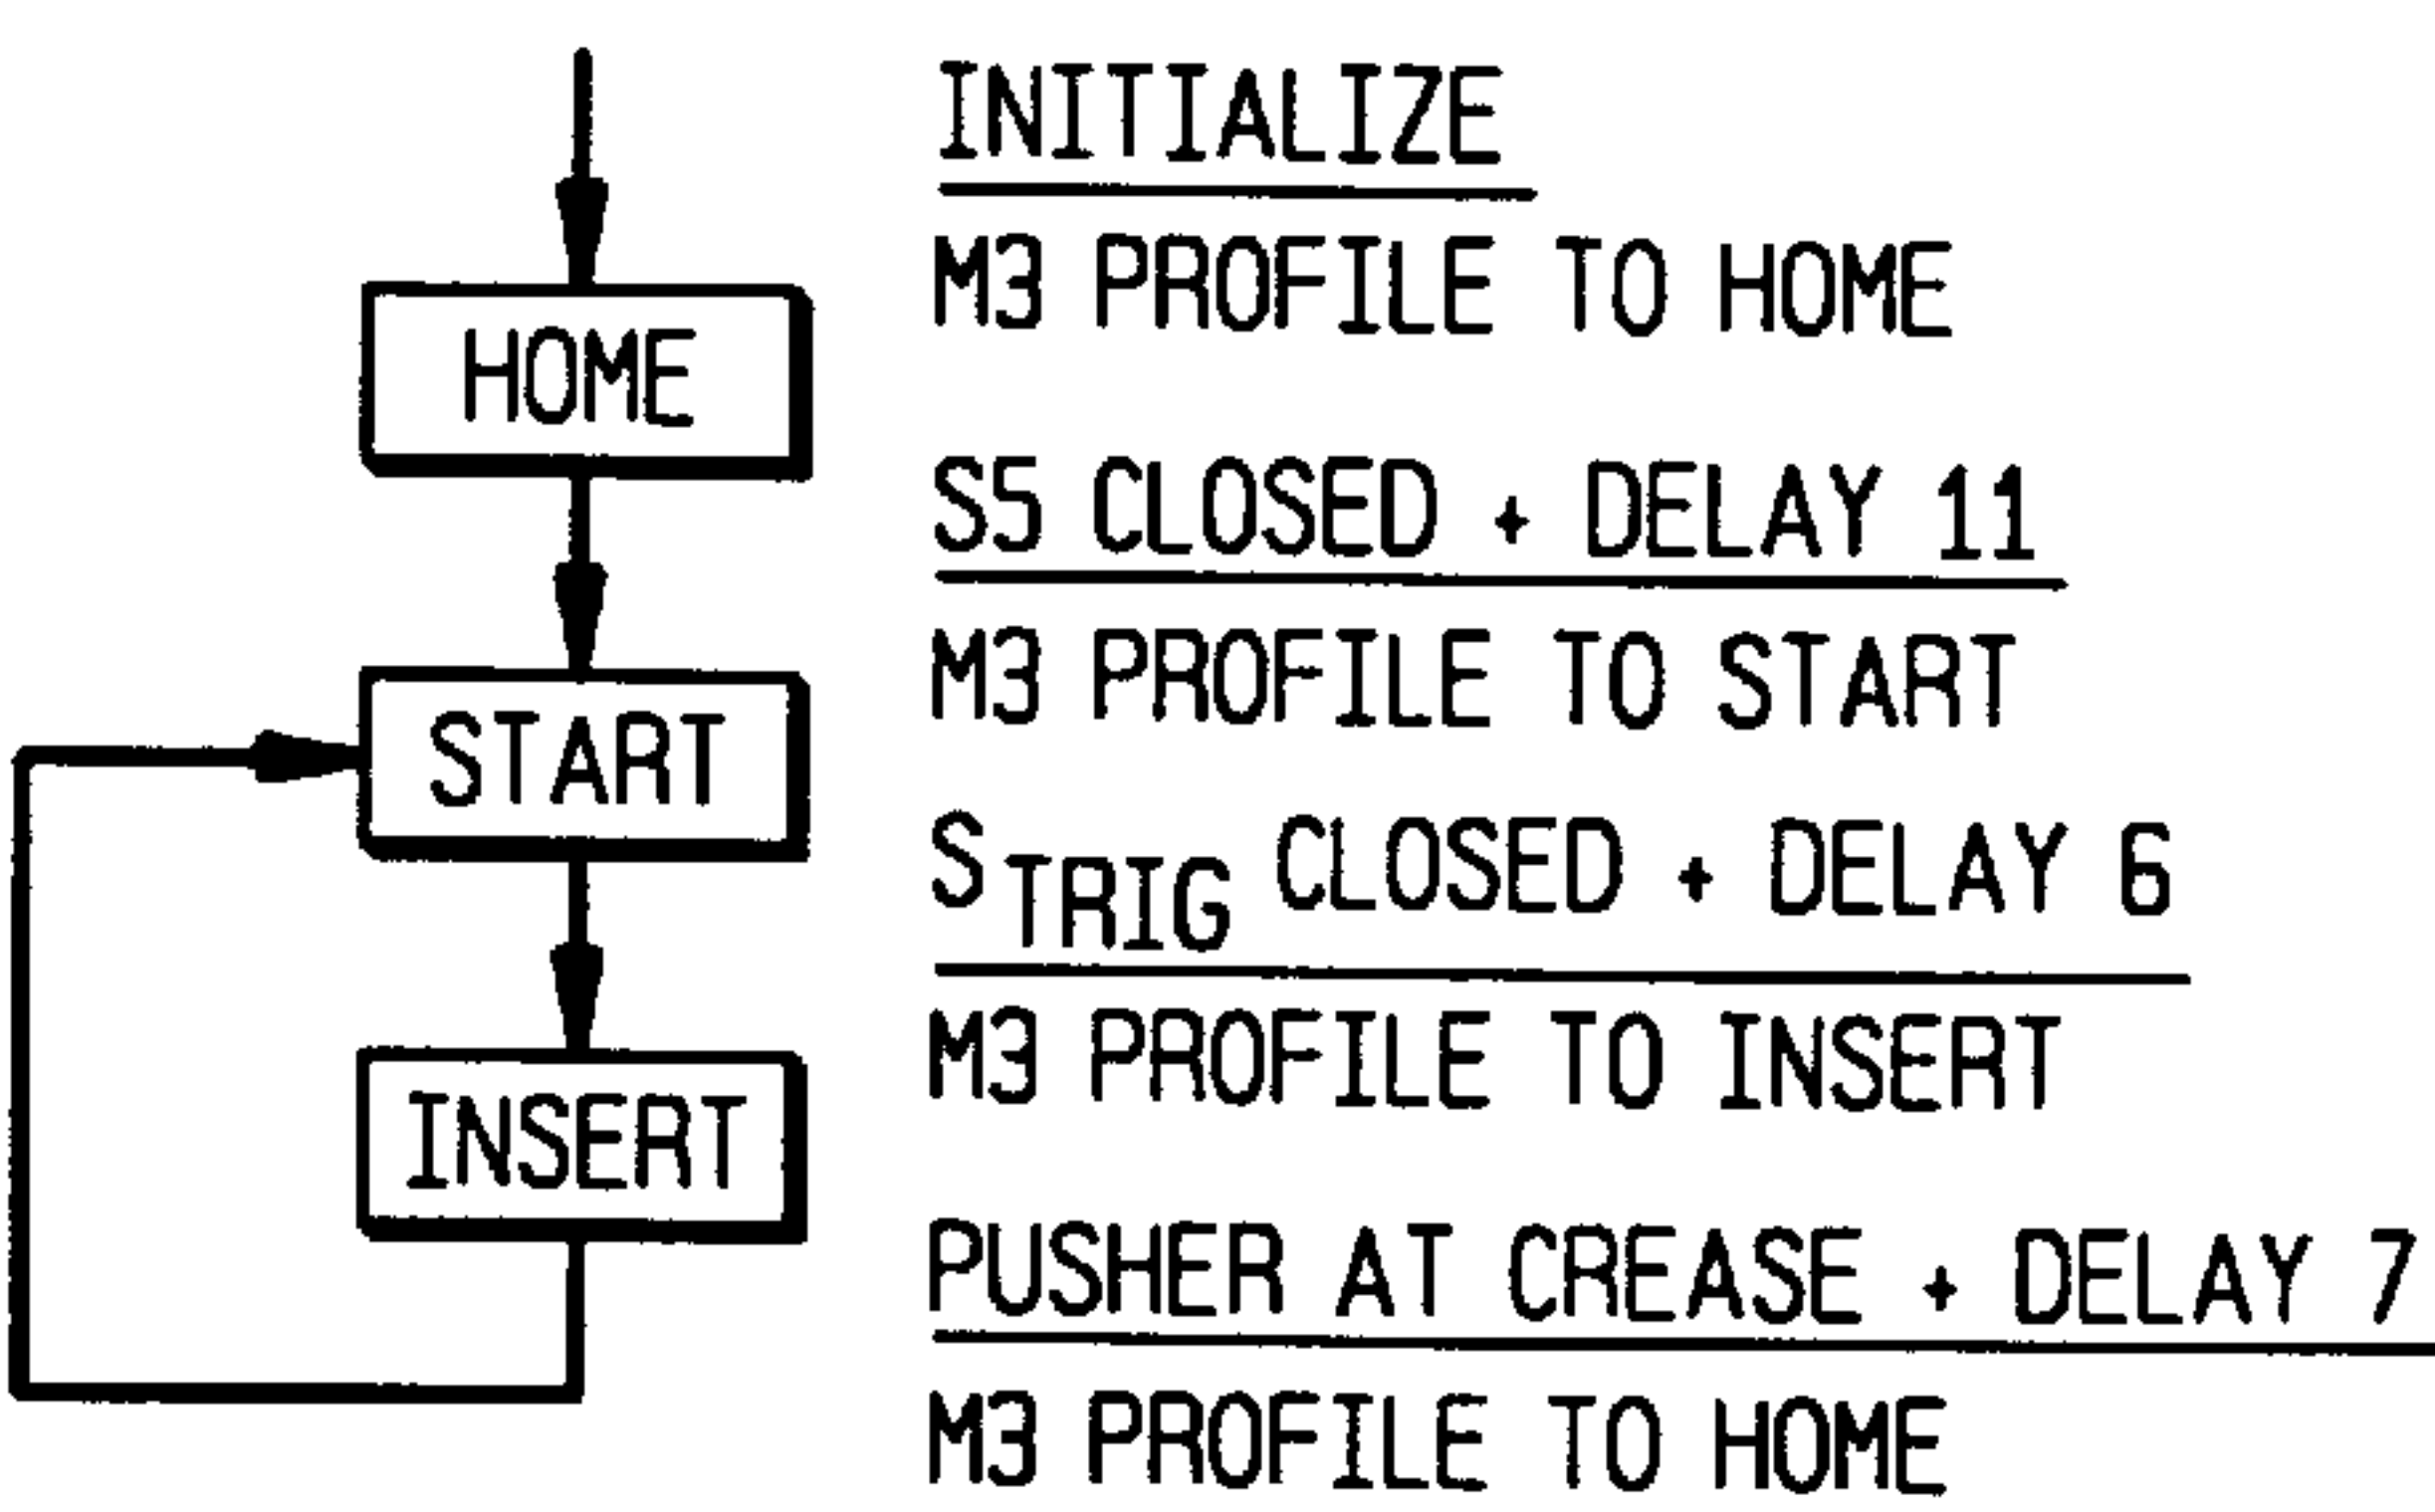 INITIALIZE
M3 PROFILE TO HOME
HOME
S5 CLOSED + DELAY 11
M3 PROFILE TO START
START
STRIG CLOSED + DELAY 6
M3 PROFILE TO INSERT
INSERT
PUSHER AT CREASE + DELAY 7
M3 PROFILE TO HOME